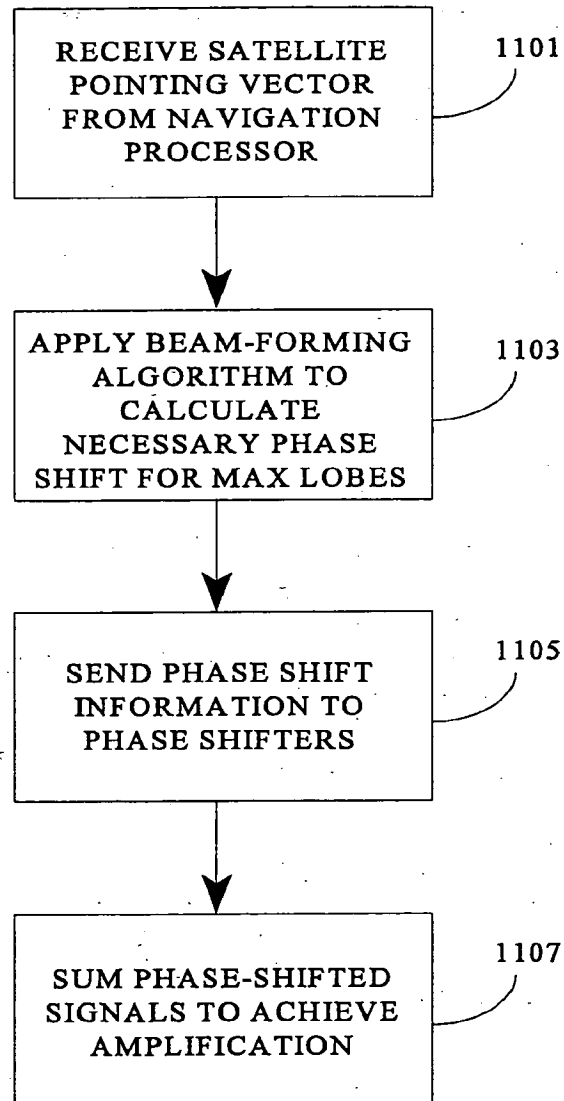 RECEIVE SATELLITE
POINTING VECTOR
FROM NAVIGATION
PROCESSOR
1101
APPLY BEAM-FORMING
ALGORITHM TO
CALCULATE
NECESSARY PHASE
SHIFT FOR MAX LOBES
1103
SEND PHASE SHIFT
INFORMATION TO
PHASE SHIFTERS
1105
SUM PHASE-SHIFTED
SIGNALS TO ACHIEVE
AMPLIFICATION
1107